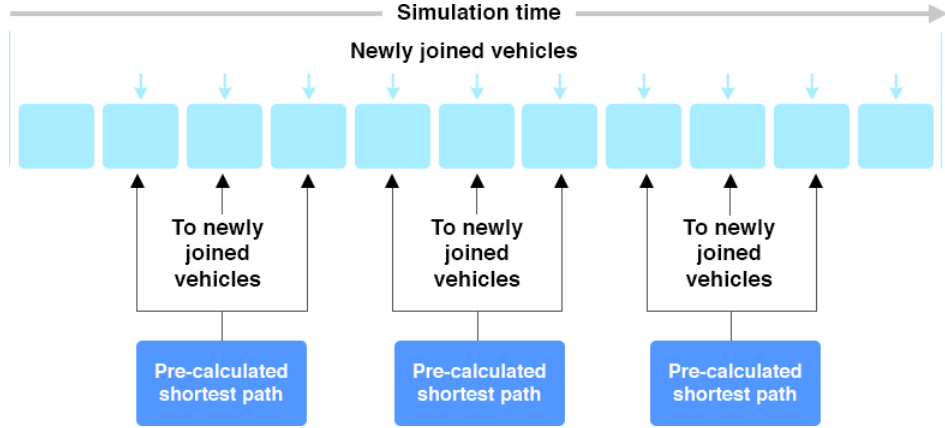 Simulation time
Newly joined vehicles
To newly
joined
vehicles
To newly
joined
vehicles
To newly
joined
vehicles
Pre-calculated
shortest path
Pre-calculated
shortest path
Pre-calculated
shortest path